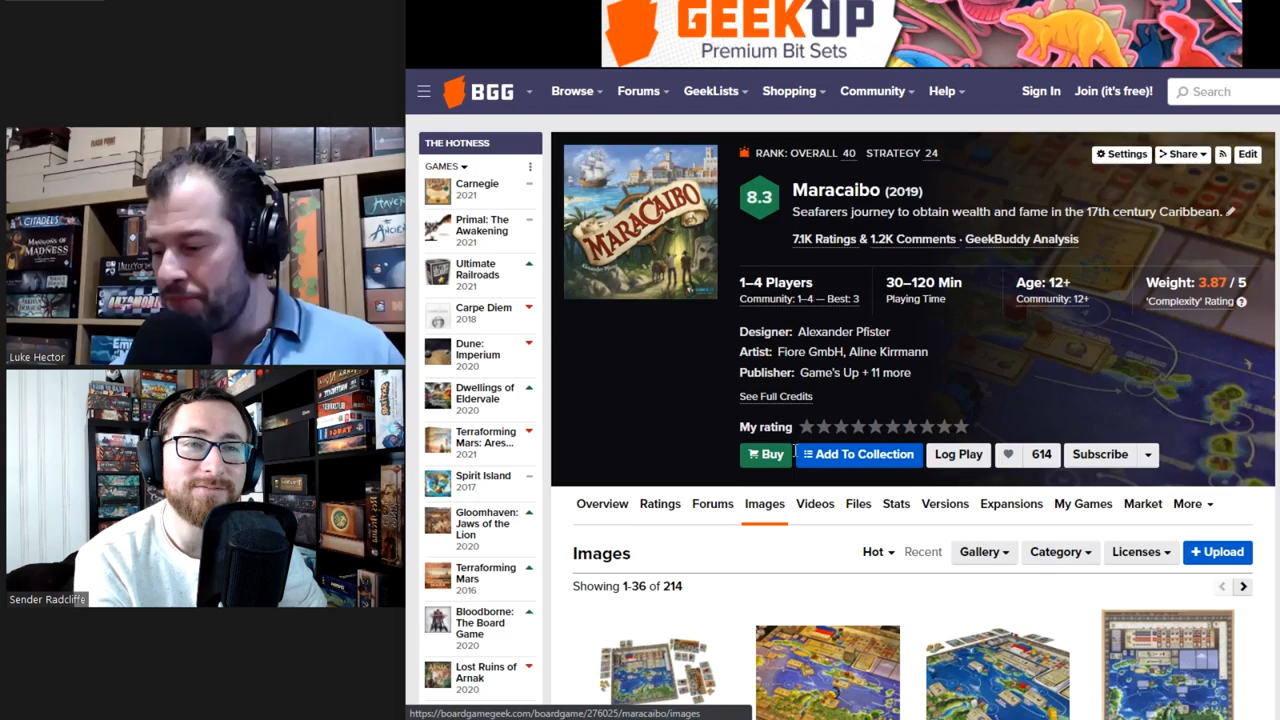 GEEKUP
Premium Bit Sets
BGG
Browse
Forums
GeekLists
Shopping
Community
Help
Sign In
Join (it's free!)
Search
THE HOTNESS
GAMES
Carnegie
2021
Primal: The
Awakening
2021
Ultimate
Railroads
2021
Carpe Diem
2018
Dune:
Imperium
2020
Dwellings of
Eldervale
2020
Terraforming
Mars: Ares...
2021
Spirit Island
2017
Gloomhaven:
Jaws of the
Lion
2020
Terraforming
Mars
2016
Bloodborne:
The Board
Game
2020
Lost Ruins of
Arnak
2020
MARACAIBO
RANK: OVERALL 40 STRATEGY 24
Settings
Share
Edit
8.3
Maracaibo (2019)
Seafarers journey to obtain wealth and fame in the 17th century Caribbean.
7.1K Ratings & 1.2K Comments · GeekBuddy Analysis
1–4 Players
Community: 1–4 — Best: 3
30–120 Min
Playing Time
Age: 12+
Community: 12+
Weight: 3.87 / 5
'Complexity' Rating
Designer: Alexander Pfister
Artist: Fiore GmbH, Aline Kirrmann
Publisher: Game's Up + 11 more
See Full Credits
My rating
Buy
Add To Collection
Log Play
614
Subscribe
Overview
Ratings
Forums
Images
Videos
Files
Stats
Versions
Expansions
My Games
Market
More
Images
Hot
Recent
Gallery
Category
Licenses
+ Upload
Showing 1-36 of 214
https://boardgamegeek.com/boardgame/276025/maracaibo/images
CITADELS
MANSIONS OF
MADNESS
Luke Hector
Sender Radcliffe